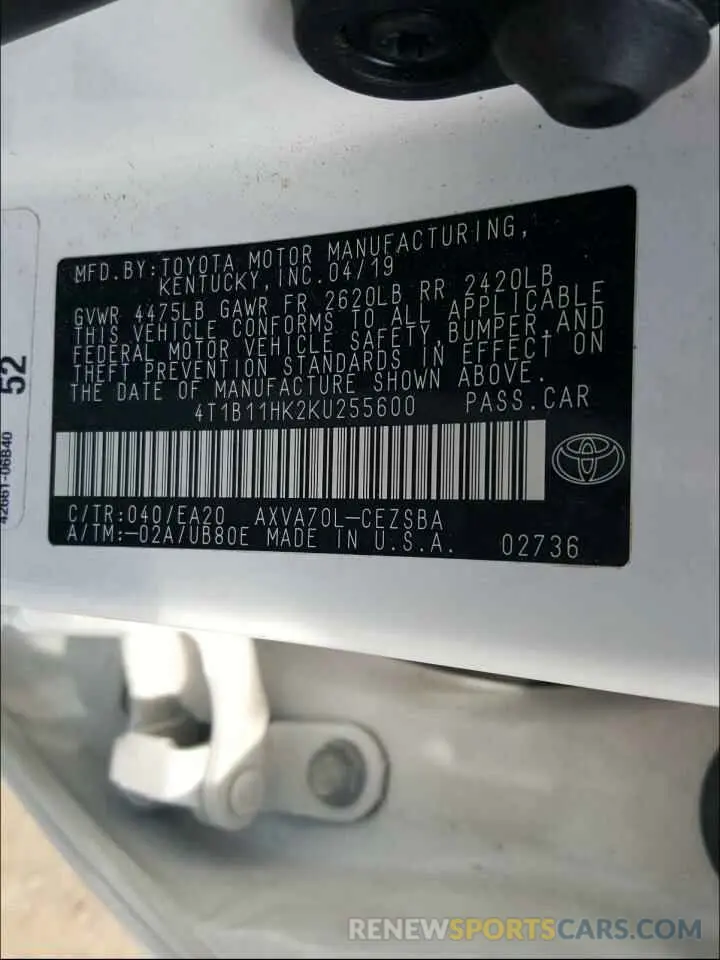 MFD.BY:TOYOTA MOTOR MANUFACTURING,
KENTUCKY, INC.04/19
GVWR 4475LB GAWR FR 2620LB RR 2420LB
THIS VEHICLE CONFORMS TO ALL APPLICABLE
FEDERAL MOTOR VEHICLE SAFETY,BUMPER,AND
THEFT PREVENTION STANDARDS IN EFFECT ON
THE DATE OF MANUFACTURE SHOWN ABOVE.
4T1B11HK2KU255600 PASS.CAR
C/TR:040/EA20 AXVA70L-CEZSBA
A/TM:-02A/UB80E MADE IN U.S.A. 02736
52
42661-06840
RENEWSPORTSCARS.COM